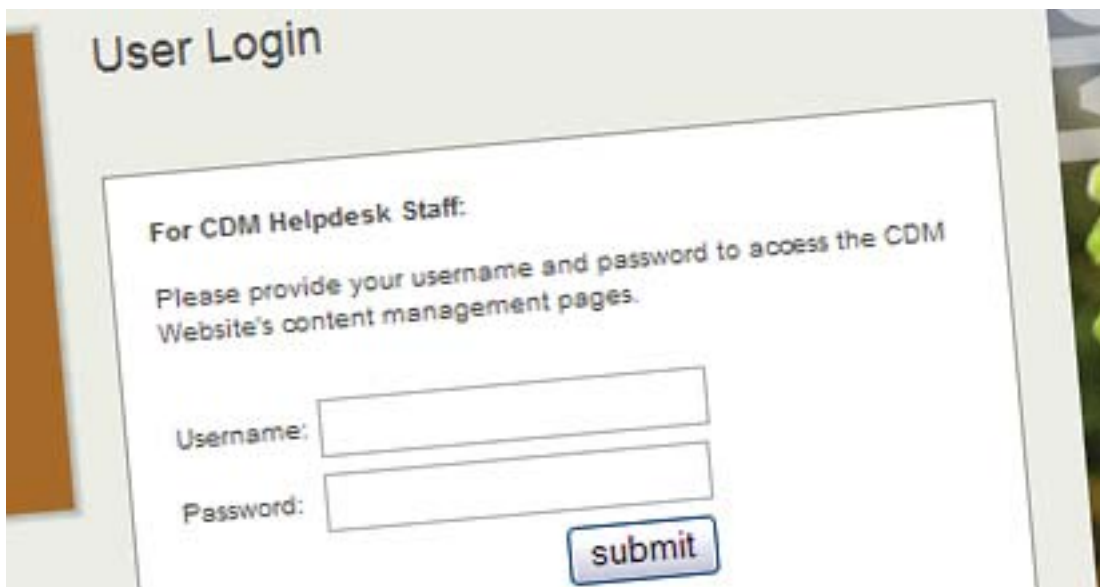 User Login
For CDM Helpdesk Staff:
Please provide your username and password to access the CDM
Website's content management pages.
Username:
Password:
submit